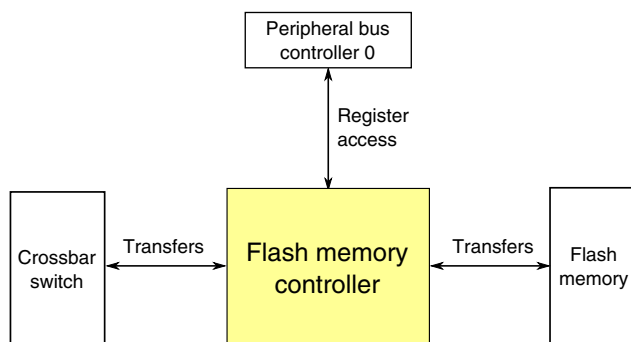 Peripheral bus
controller 0
Register
access
Transfers
Transfers
Crossbar
switch
Flash memory
controller
Flash
memory